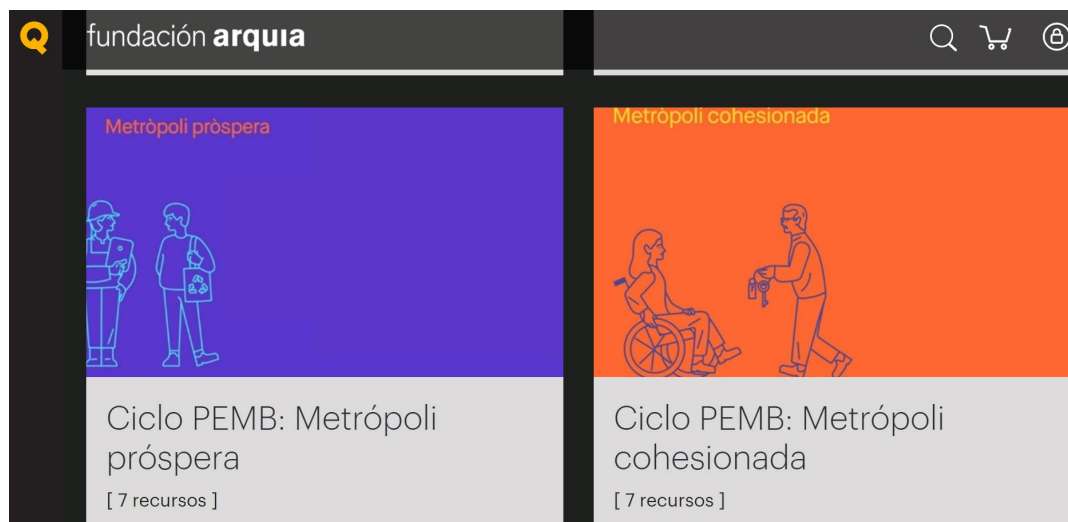 fundación arquia
Metròpoli pròspera
Metròpoli cohesionada
Ciclo PEMB: Metrópoli
próspera
[ 7 recursos ]
Ciclo PEMB: Metrópoli
cohesionada
[ 7 recursos ]